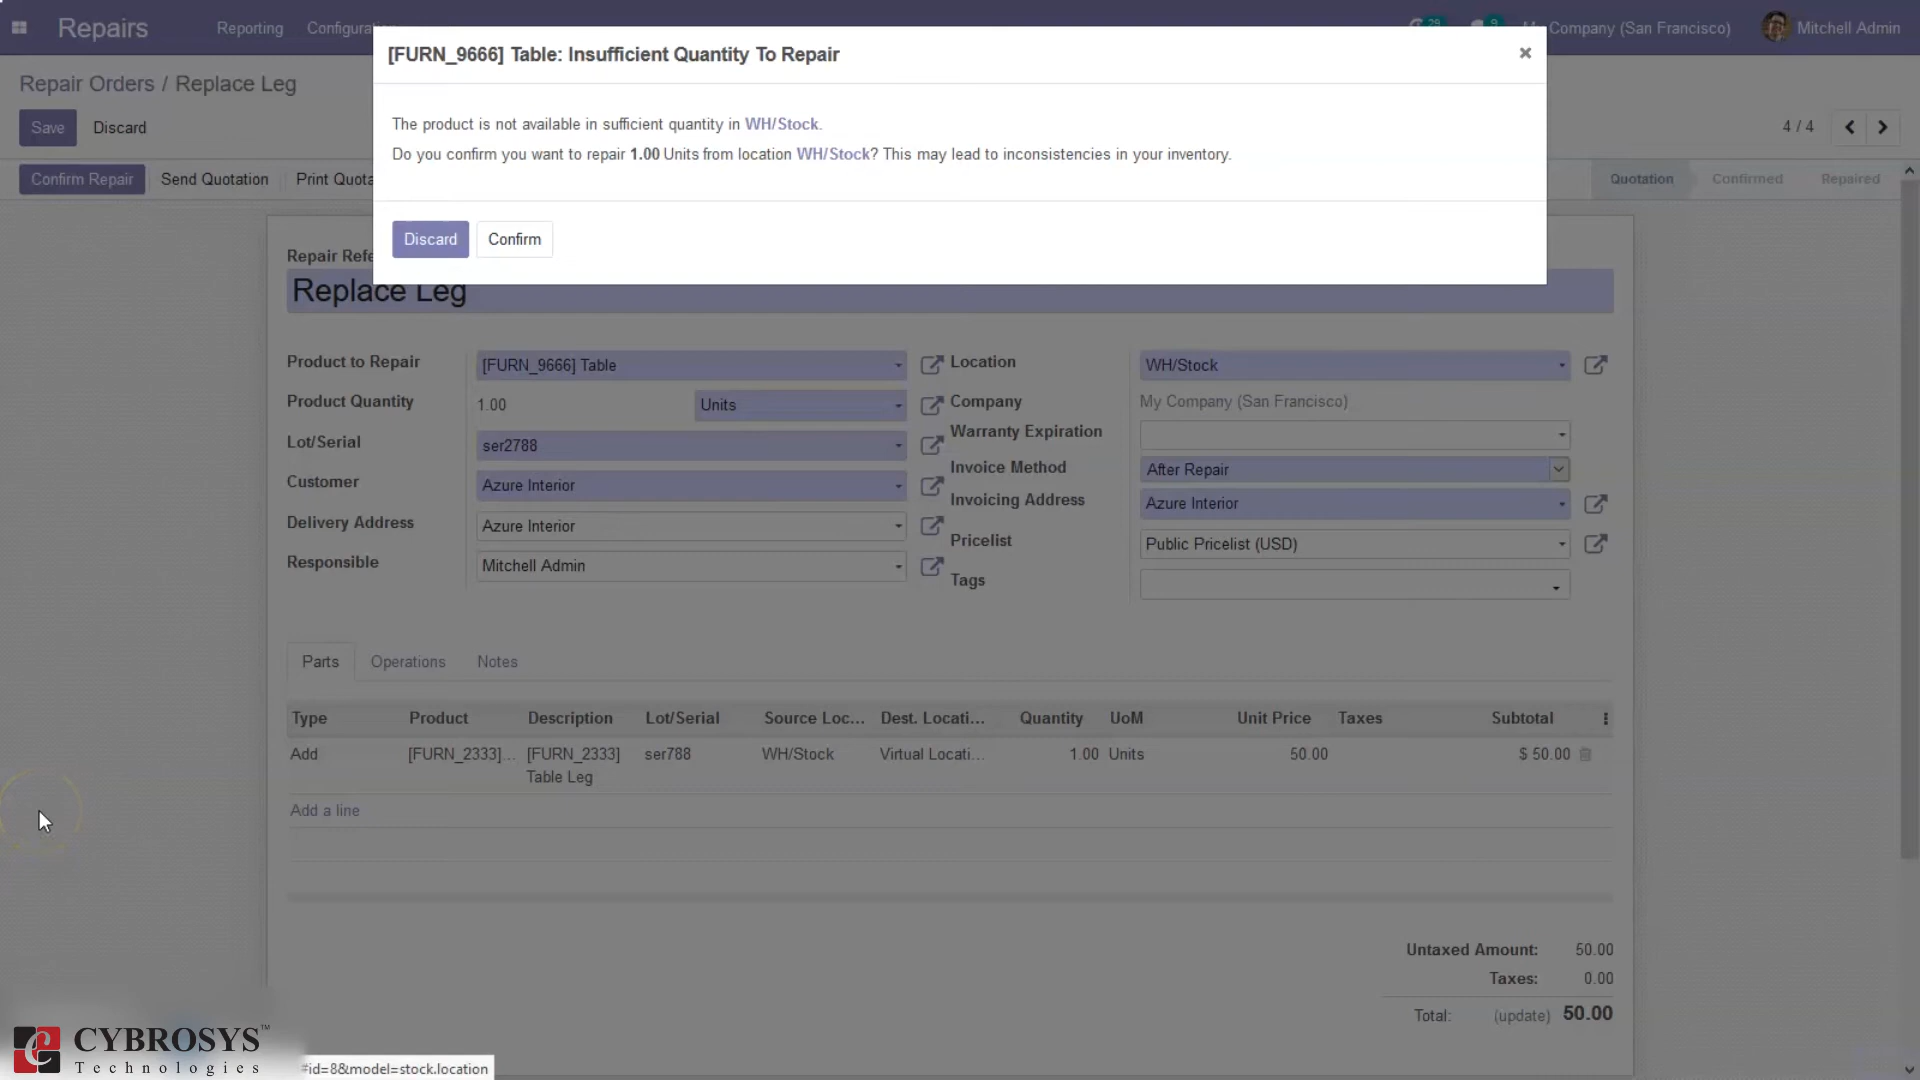 Repairs Reporting
29 9 Company (San Francisco) Mitchell Admin
[FURN_9666] Table: Insufficient Quantity To Repair ×
The product is not available in sufficient quantity in WH/Stock.
Do you confirm you want to repair 1.00 Units from location WH/Stock? This may lead to inconsistencies in your inventory.
Discard Confirm
Repair Orders / Replace Leg
Save Discard 4 / 4
Confirm Repair Send Quotation Print Quota Quotation Confirmed Repaired
Repair Refe
Replace Leg
Product to Repair [FURN_9666] Table
Product Quantity 1.00 Units
Lot/Serial ser2788
Customer Azure Interior
Delivery Address Azure Interior
Responsible Mitchell Admin
Location WH/Stock
Company My Company (San Francisco)
Warranty Expiration
Invoice Method After Repair
Invoicing Address Azure Interior
Pricelist Public Pricelist (USD)
Tags
Parts Operations Notes
Type Product Description Lot/Serial Source Loc... Dest. Locati... Quantity UoM Unit Price Taxes Subtotal
Add [FURN_2333]... [FURN_2333] ser788 WH/Stock Virtual Locati... 1.00 Units 50.00 $ 50.00
Table Leg
Add a line
Untaxed Amount: 50.00
Taxes: 0.00
Total: (update) 50.00
CYBROSYS™
Technologies
#id=8&model=stock.location